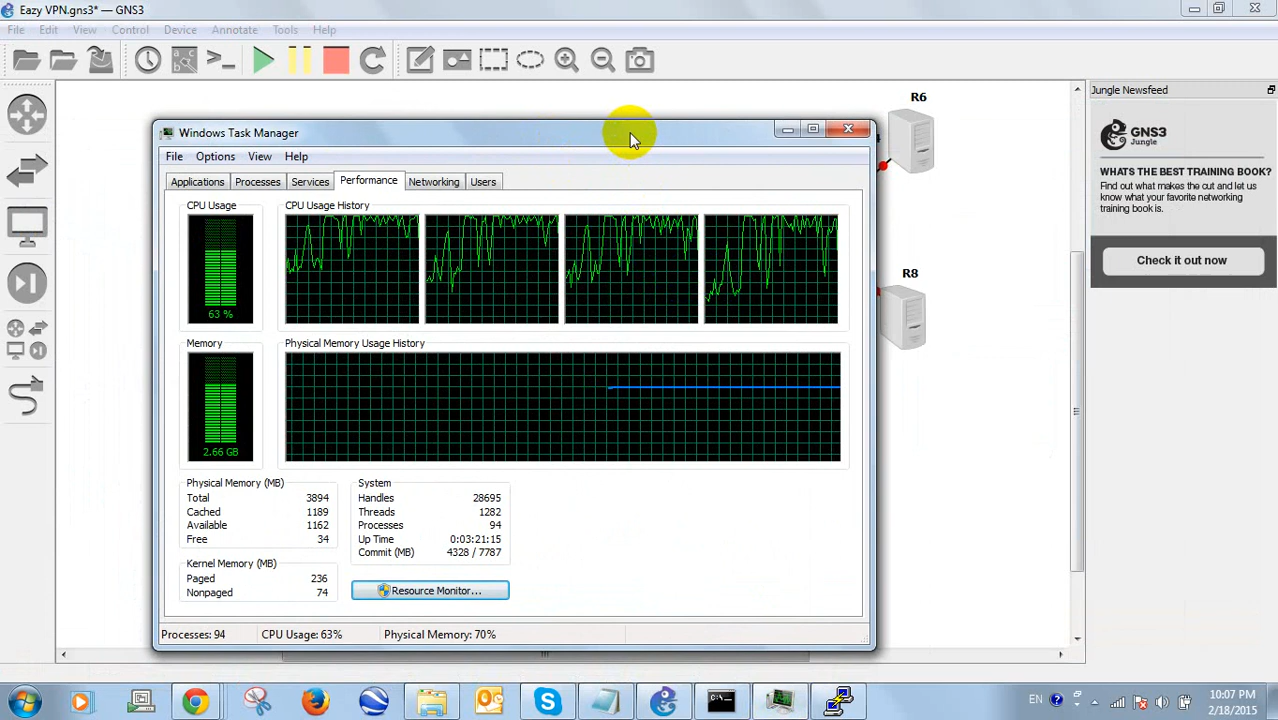 Eazy VPN.gns3* — GNS3
File Edit View Control Device Annotate Tools Help
R6
Jungle Newsfeed
GNS3
Jungle
WHATS THE BEST TRAINING BOOK?
Find out what makes the cut and let us
know what your favorite networking
training book is.
Check it out now
R8
Windows Task Manager
File Options View Help
Applications Processes Services Performance Networking Users
CPU Usage CPU Usage History
63 %
Memory Physical Memory Usage History
2.66 GB
Physical Memory (MB)
Total 3894
Cached 1189
Available 1162
Free 34
Kernel Memory (MB)
Paged 236
Nonpaged 74
System
Handles 28695
Threads 1282
Processes 94
Up Time 0:03:21:15
Commit (MB) 4328 / 7787
Resource Monitor...
Processes: 94 CPU Usage: 63% Physical Memory: 70%
EN
10:07 PM
2/18/2015